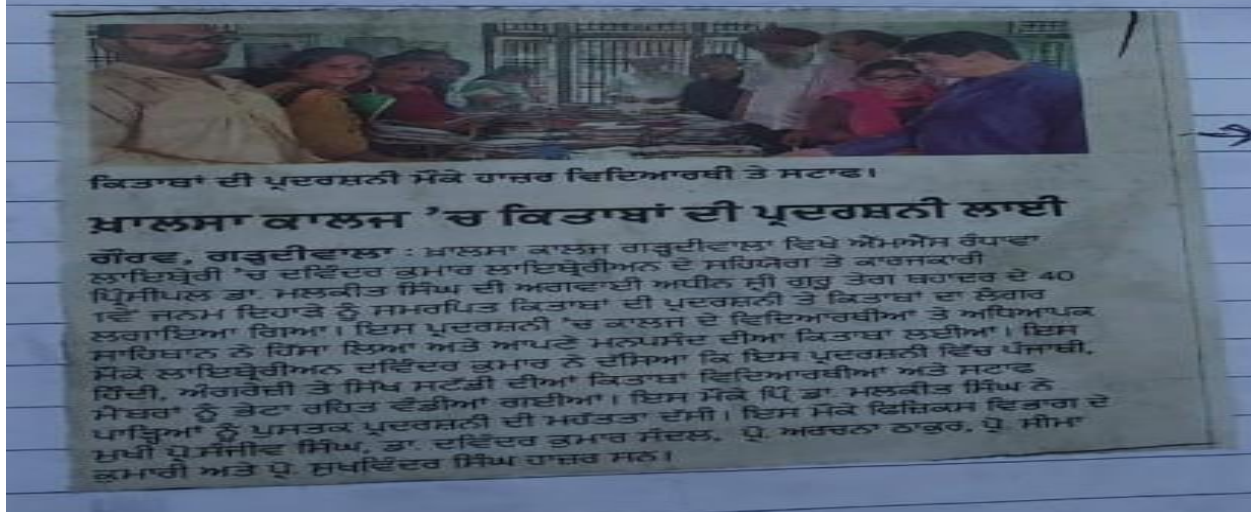 ਕਿਤਾਬਾਂ ਦੀ ਪ੍ਰਦਰਸ਼ਨੀ ਮੌਕੇ ਹਾਜ਼ਰ ਵਿਦਿਆਰਥੀ ਤੇ ਸਟਾਫ।
ਖ਼ਾਲਸਾ ਕਾਲਜ ’ਚ ਕਿਤਾਬਾਂ ਦੀ ਪ੍ਰਦਰਸ਼ਨੀ ਲਾਈ
ਗੌਰਵ, ਗੜ੍ਹਦੀਵਾਲਾ : ਖ਼ਾਲਸਾ ਕਾਲਜ ਗੜ੍ਹਦੀਵਾਲਾ ਵਿਖੇ ਐੱਮਐੱਸ ਰੰਧਾਵਾ
ਲਾਇਬ੍ਰੇਰੀ ’ਚ ਦਵਿੰਦਰ ਕੁਮਾਰ ਲਾਇਬ੍ਰੇਰੀਅਨ ਦੇ ਸਹਿਯੋਗ ਤੇ ਕਾਰਜਕਾਰੀ
ਪ੍ਰਿੰਸੀਪਲ ਡਾ. ਮਲਕੀਤ ਸਿੰਘ ਦੀ ਅਗਵਾਈ ਅਧੀਨ ਸ਼੍ਰੀ ਗੁਰੂ ਤੇਗ ਬਹਾਦਰ ਦੇ 40
1ਵੇਂ ਜਨਮ ਦਿਹਾੜੇ ਨੂੰ ਸਮਰਪਿਤ ਕਿਤਾਬਾਂ ਦੀ ਪ੍ਰਦਰਸ਼ਨੀ ਤੇ ਕਿਤਾਬਾਂ ਦਾ ਲੰਗਰ
ਲਗਾਇਆ ਗਿਆ। ਇਸ ਪ੍ਰਦਰਸ਼ਨੀ ’ਚ ਕਾਲਜ ਦੇ ਵਿਦਿਆਰਥੀਆਂ ਤੇ ਅਧਿਆਪਕ
ਸਾਹਿਬਾਨ ਨੇ ਹਿੱਸਾ ਲਿਆ ਅਤੇ ਆਪਣੇ ਮਨਪਸੰਦ ਦੀਆਂ ਕਿਤਾਬਾਂ ਲਈਆਂ। ਇਸ
ਮੌਕੇ ਲਾਇਬ੍ਰੇਰੀਅਨ ਦਵਿੰਦਰ ਕੁਮਾਰ ਨੇ ਦੱਸਿਆ ਕਿ ਇਸ ਪ੍ਰਦਰਸ਼ਨੀ ਵਿੱਚ ਪੰਜਾਬੀ,
ਹਿੰਦੀ, ਅੰਗਰੇਜ਼ੀ ਤੇ ਸਿੱਖ ਸਟੱਡੀ ਦੀਆਂ ਕਿਤਾਬਾਂ ਵਿਦਿਆਰਥੀਆਂ ਅਤੇ ਸਟਾਫ
ਮੈਂਬਰਾਂ ਨੂੰ ਭੇਟਾ ਰਹਿਤ ਵੰਡੀਆਂ ਗਈਆਂ। ਇਸ ਮੌਕੇ ਪ੍ਰਿੰ ਡਾ. ਮਲਕੀਤ ਸਿੰਘ ਨੇ
ਪਾੜ੍ਹਿਆਂ ਨੂੰ ਪੁਸਤਕ ਪ੍ਰਦਰਸ਼ਨੀ ਦੀ ਮਹੱਤਤਾ ਦੱਸੀ। ਇਸ ਮੌਕੇ ਫਿਜ਼ਿਕਸ ਵਿਭਾਗ ਦੇ
ਮੁਖੀ ਪ੍ਰੋ.ਸੰਜੀਵ ਸਿੰਘ, ਡਾ. ਦਵਿੰਦਰ ਕੁਮਾਰ ਸੰਦਲ, ਪ੍ਰੋ. ਅਰਚਨਾ ਠਾਕੁਰ, ਪ੍ਰੋ. ਸੀਮਾ
ਕੁਮਾਰੀ ਅਤੇ ਪ੍ਰੋ. ਸੁਖਵਿੰਦਰ ਸਿੰਘ ਹਾਜ਼ਰ ਸਨ।